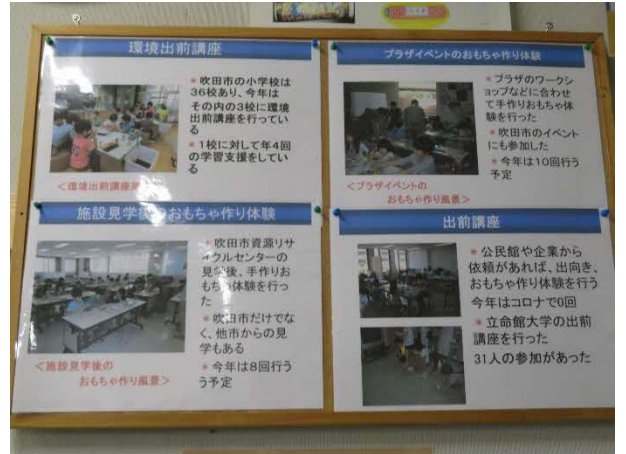 環境出前講座
* 吹田市の小学校は
36校あり、今年は
その内の3校に環境
出前講座を行ってい
る
* 1校に対して年4回
の学習支援をしてい
る
<環境出前講座
プラザイベントのおもちゃ作り体験
* プラザのワークシ
ョップなどに合わせ
て手作りおもちゃ体
験を行った
* 吹田市のイベント
にも参加した
* 今年は10回行う
予定
<プラザイベントの
おもちゃ作り風景>
施設見学後のおもちゃ作り体験
* 吹田市資源リサ
イクルセンターの
見学後、手作りお
もちゃ体験を行っ
た
* 吹田市だけでな
く、他市からの見
学もある
* 今年は8回行う
う予定
<施設見学後の
おもちゃ作り風景>
出前講座
* 公民館や企業から
依頼があれば、出向き、
おもちゃ作り体験を行う
今年はコロナで0回
* 立命館大学の出前
講座を行った
31人の参加があった